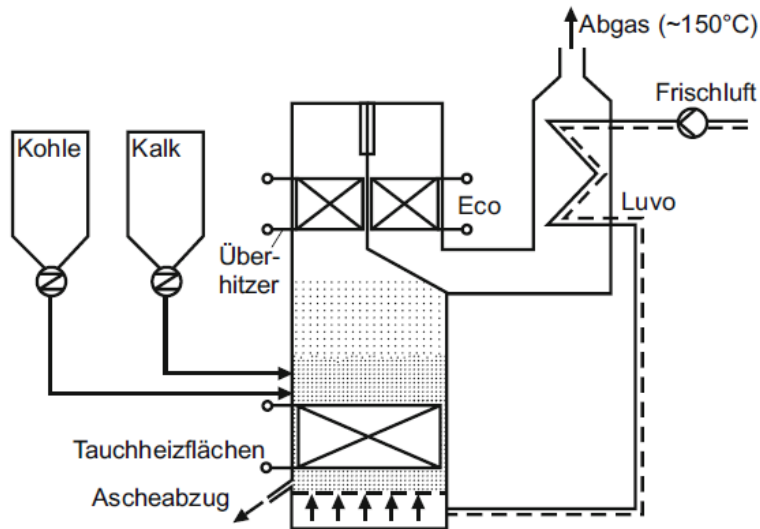 Abgas (~150°C)
Frischluft
Kohle
Kalk
Eco
Luvo
Über-
hitzer
Tauchheizflächen
Ascheabzug